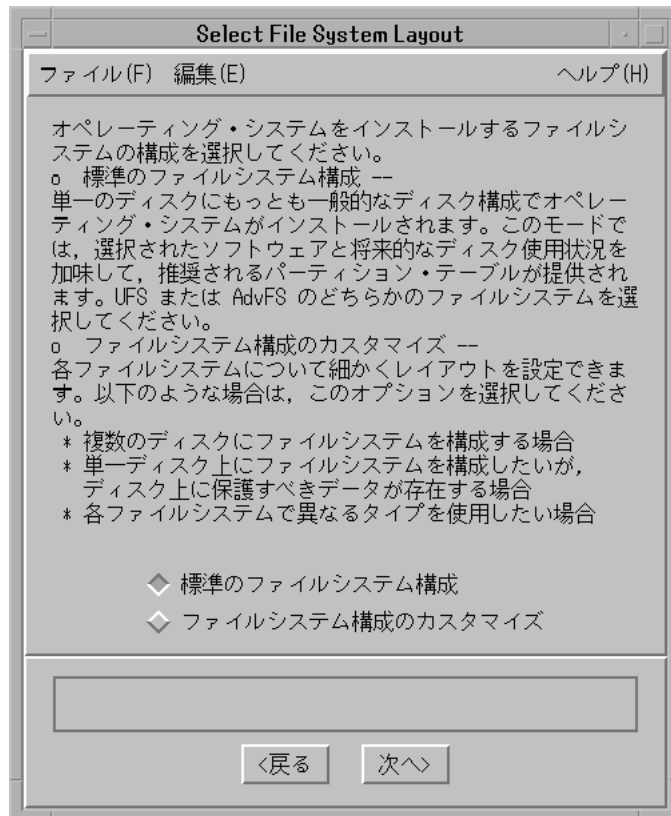 Select File System Layout
ファイル(F) 編集(E) ヘルプ(H)
オペレーティング・システムをインストールするファイルシ
ステムの構成を選択してください。
o 標準のファイルシステム構成 --
単一のディスクにもっとも一般的なディスク構成でオペレー
ティング・システムがインストールされます。このモードで
は，選択されたソフトウェアと将来的なディスク使用状況を
加味して，推奨されるパーティション・テーブルが提供され
ます。UFS または AdvFS のどちらかのファイルシステムを選
択してください。
o ファイルシステム構成のカスタマイズ --
各ファイルシステムについて細かくレイアウトを設定できま
す。以下のような場合は，このオプションを選択してくださ
い。
* 複数のディスクにファイルシステムを構成する場合
* 単一ディスク上にファイルシステムを構成したいが，
ディスク上に保護すべきデータが存在する場合
* 各ファイルシステムで異なるタイプを使用したい場合
標準のファイルシステム構成
ファイルシステム構成のカスタマイズ
<戻る 次へ>